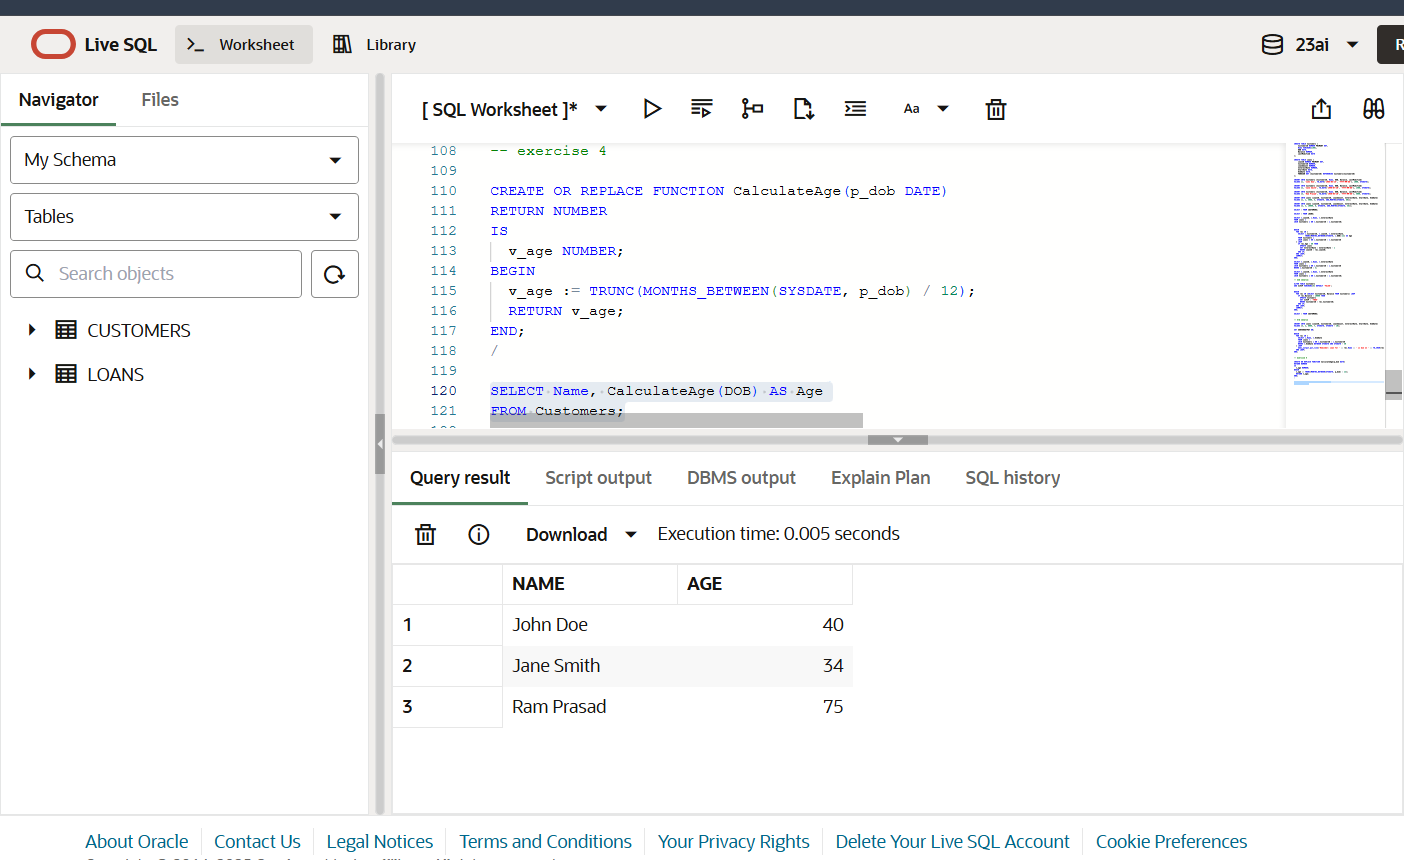 Live SQL
Worksheet
Library
23ai
R
Navigator
Files
[ SQL Worksheet ]*
Aa
My Schema
Tables
Search objects
CUSTOMERS
LOANS
108 -- exercise 4
109
110 CREATE OR REPLACE FUNCTION CalculateAge(p_dob DATE)
111 RETURN NUMBER
112 IS
113 v_age NUMBER;
114 BEGIN
115 v_age := TRUNC(MONTHS_BETWEEN(SYSDATE, p_dob) / 12);
116 RETURN v_age;
117 END;
118 /
119
120 SELECT Name, CalculateAge(DOB) AS Age
121 FROM Customers;
Query result
Script output
DBMS output
Explain Plan
SQL history
Download
Execution time: 0.005 seconds
NAME AGE
1 John Doe 40
2 Jane Smith 34
3 Ram Prasad 75
About Oracle
Contact Us
Legal Notices
Terms and Conditions
Your Privacy Rights
Delete Your Live SQL Account
Cookie Preferences